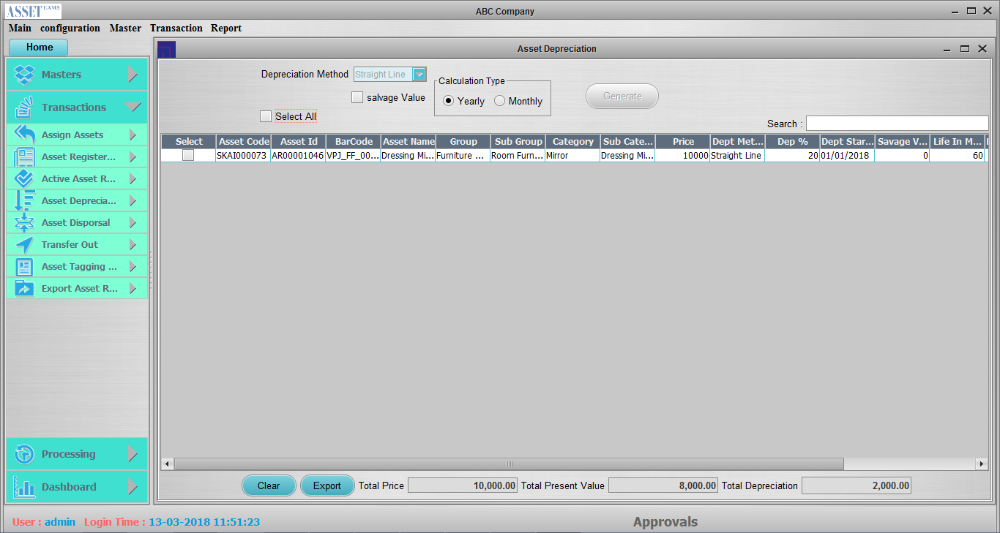 ASSET EAMS
ABC Company
Main configuration Master Transaction Report
Home
Asset Depreciation
Masters
Transactions
Assign Assets
Asset Register...
Active Asset R...
Asset Deprecia...
Asset Disporsal
Transfer Out
Asset Tagging ...
Export Asset R...
Processing
Dashboard
Depreciation Method Straight Line
salvage Value
Calculation Type
Yearly Monthly
Generate
Select All
Search :
Select Asset Code Asset Id BarCode Asset Name Group Sub Group Category Sub Cate... Price Dept Met... Dep % Dept Star... Savage V... Life In M...
SKAI000073 AR00001046 VPJ_FF_00... Dressing Mi... Furniture ... Room Furn... Mirror Dressing Mi... 10000 Straight Line 20 01/01/2018 0 60
Clear Export Total Price 10,000.00 Total Present Value 8,000.00 Total Depreciation 2,000.00
User : admin Login Time : 13-03-2018 11:51:23
Approvals